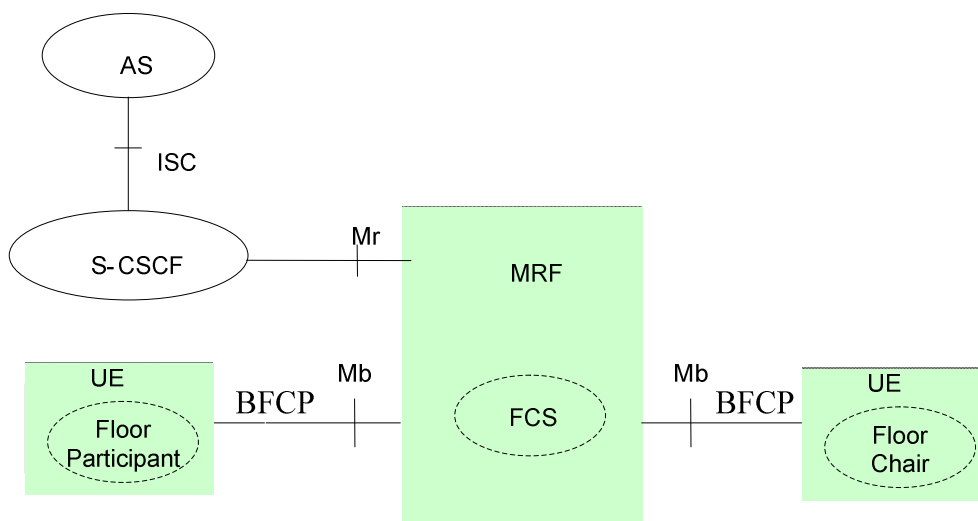 AS
ISC
S-CSCF
Mr
MRF
UE
Floor
Participant
BFCP
Mb
FCS
Mb
BFCP
UE
Floor
Chair